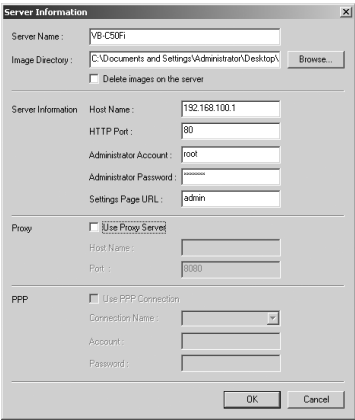 Server Information
Server Name : VB-C50Fi
Image Directory : C:\Documents and Settings\Administrator\Desktop\ Browse...
Delete images on the server
Server Information Host Name : 192.168.100.1
HTTP Port : 80
Administrator Account : root
Administrator Password : ********
Settings Page URL : admin
Proxy Use Proxy Server
Host Name :
Port : 8080
PPP Use PPP Connection
Connection Name :
Account :
Password :
OK Cancel